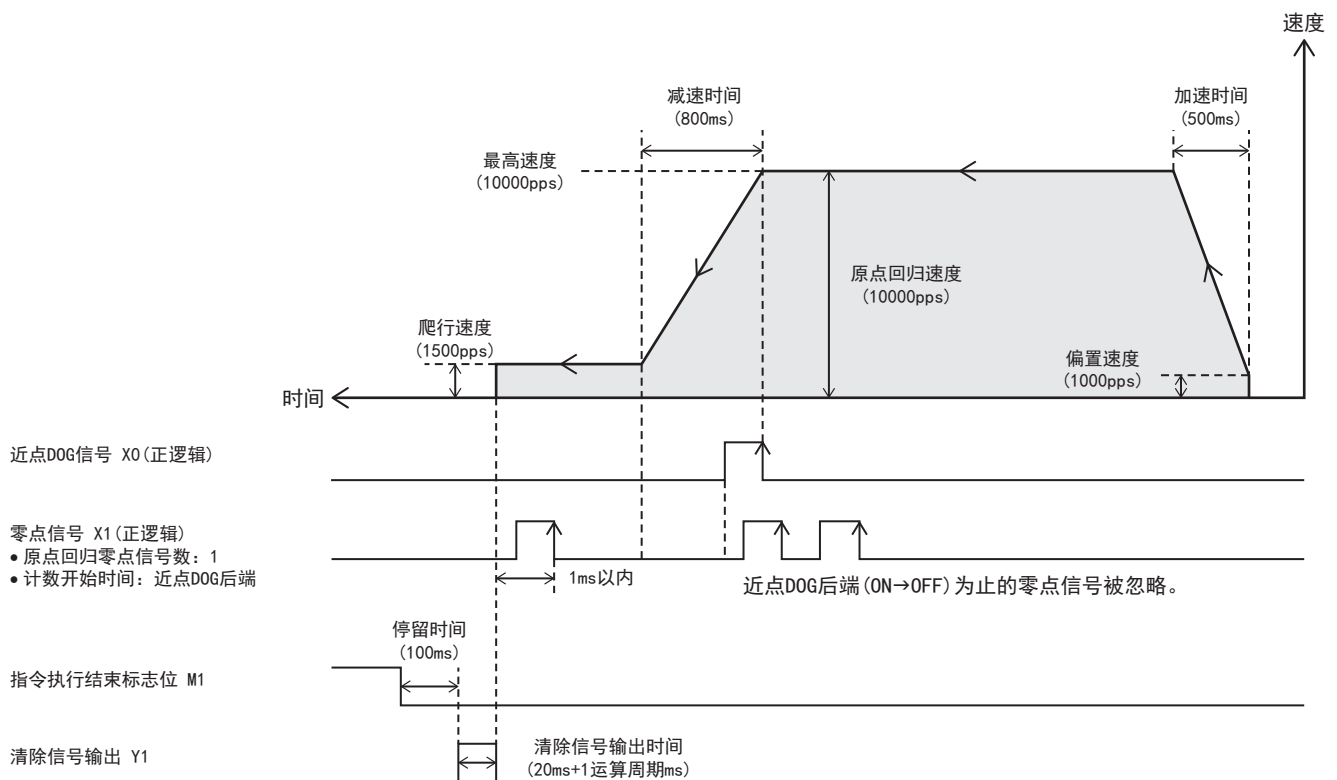 速度
减速时间
(800ms)
加速时间
(500ms)
最高速度
(10000pps)
原点回归速度
(10000pps)
爬行速度
(1500pps)
偏置速度
(1000pps)
时间
近点DOG信号 X0(正逻辑)
零点信号 X1(正逻辑)
• 原点回归零点信号数: 1
• 计数开始时间: 近点DOG后端
1ms以内
近点DOG后端(ON→OFF)为止的零点信号被忽略。
停留时间
(100ms)
指令执行结束标志位 M1
清除信号输出 Y1
清除信号输出时间
(20ms+1运算周期ms)